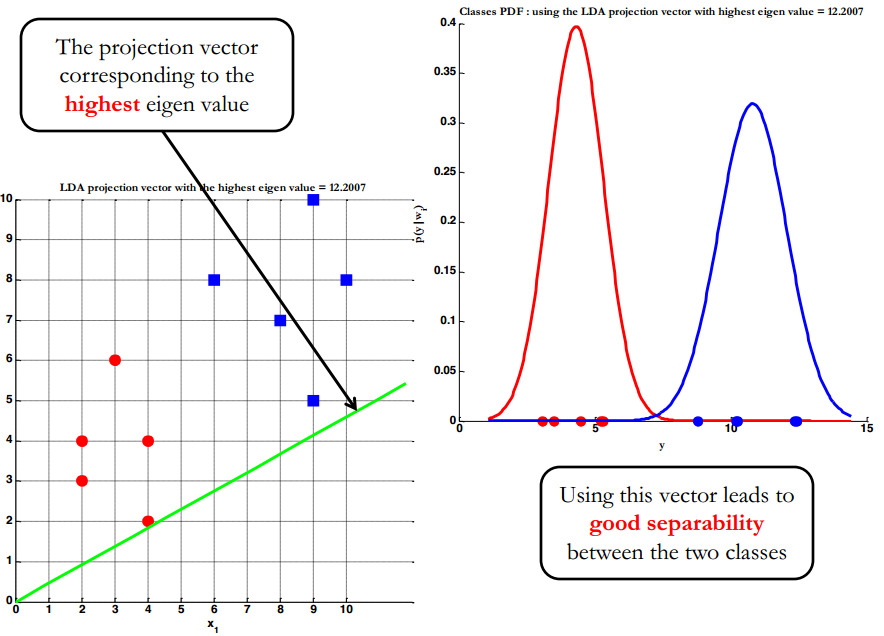 The projection vector
corresponding to the
highest eigen value
LDA projection vector with the highest eigen value = 12.2007
10
9
8
7
6
5
4
3
2
1
0
0 1 2 3 4 5 6 7 8 9 10
x1
Classes PDF : using the LDA projection vector with highest eigen value = 12.2007
0.4
0.35
0.3
0.25
0.2
0.15
0.1
0.05
0
p(y|wi)
0 5 10 15
y
Using this vector leads to
good separability
between the two classes